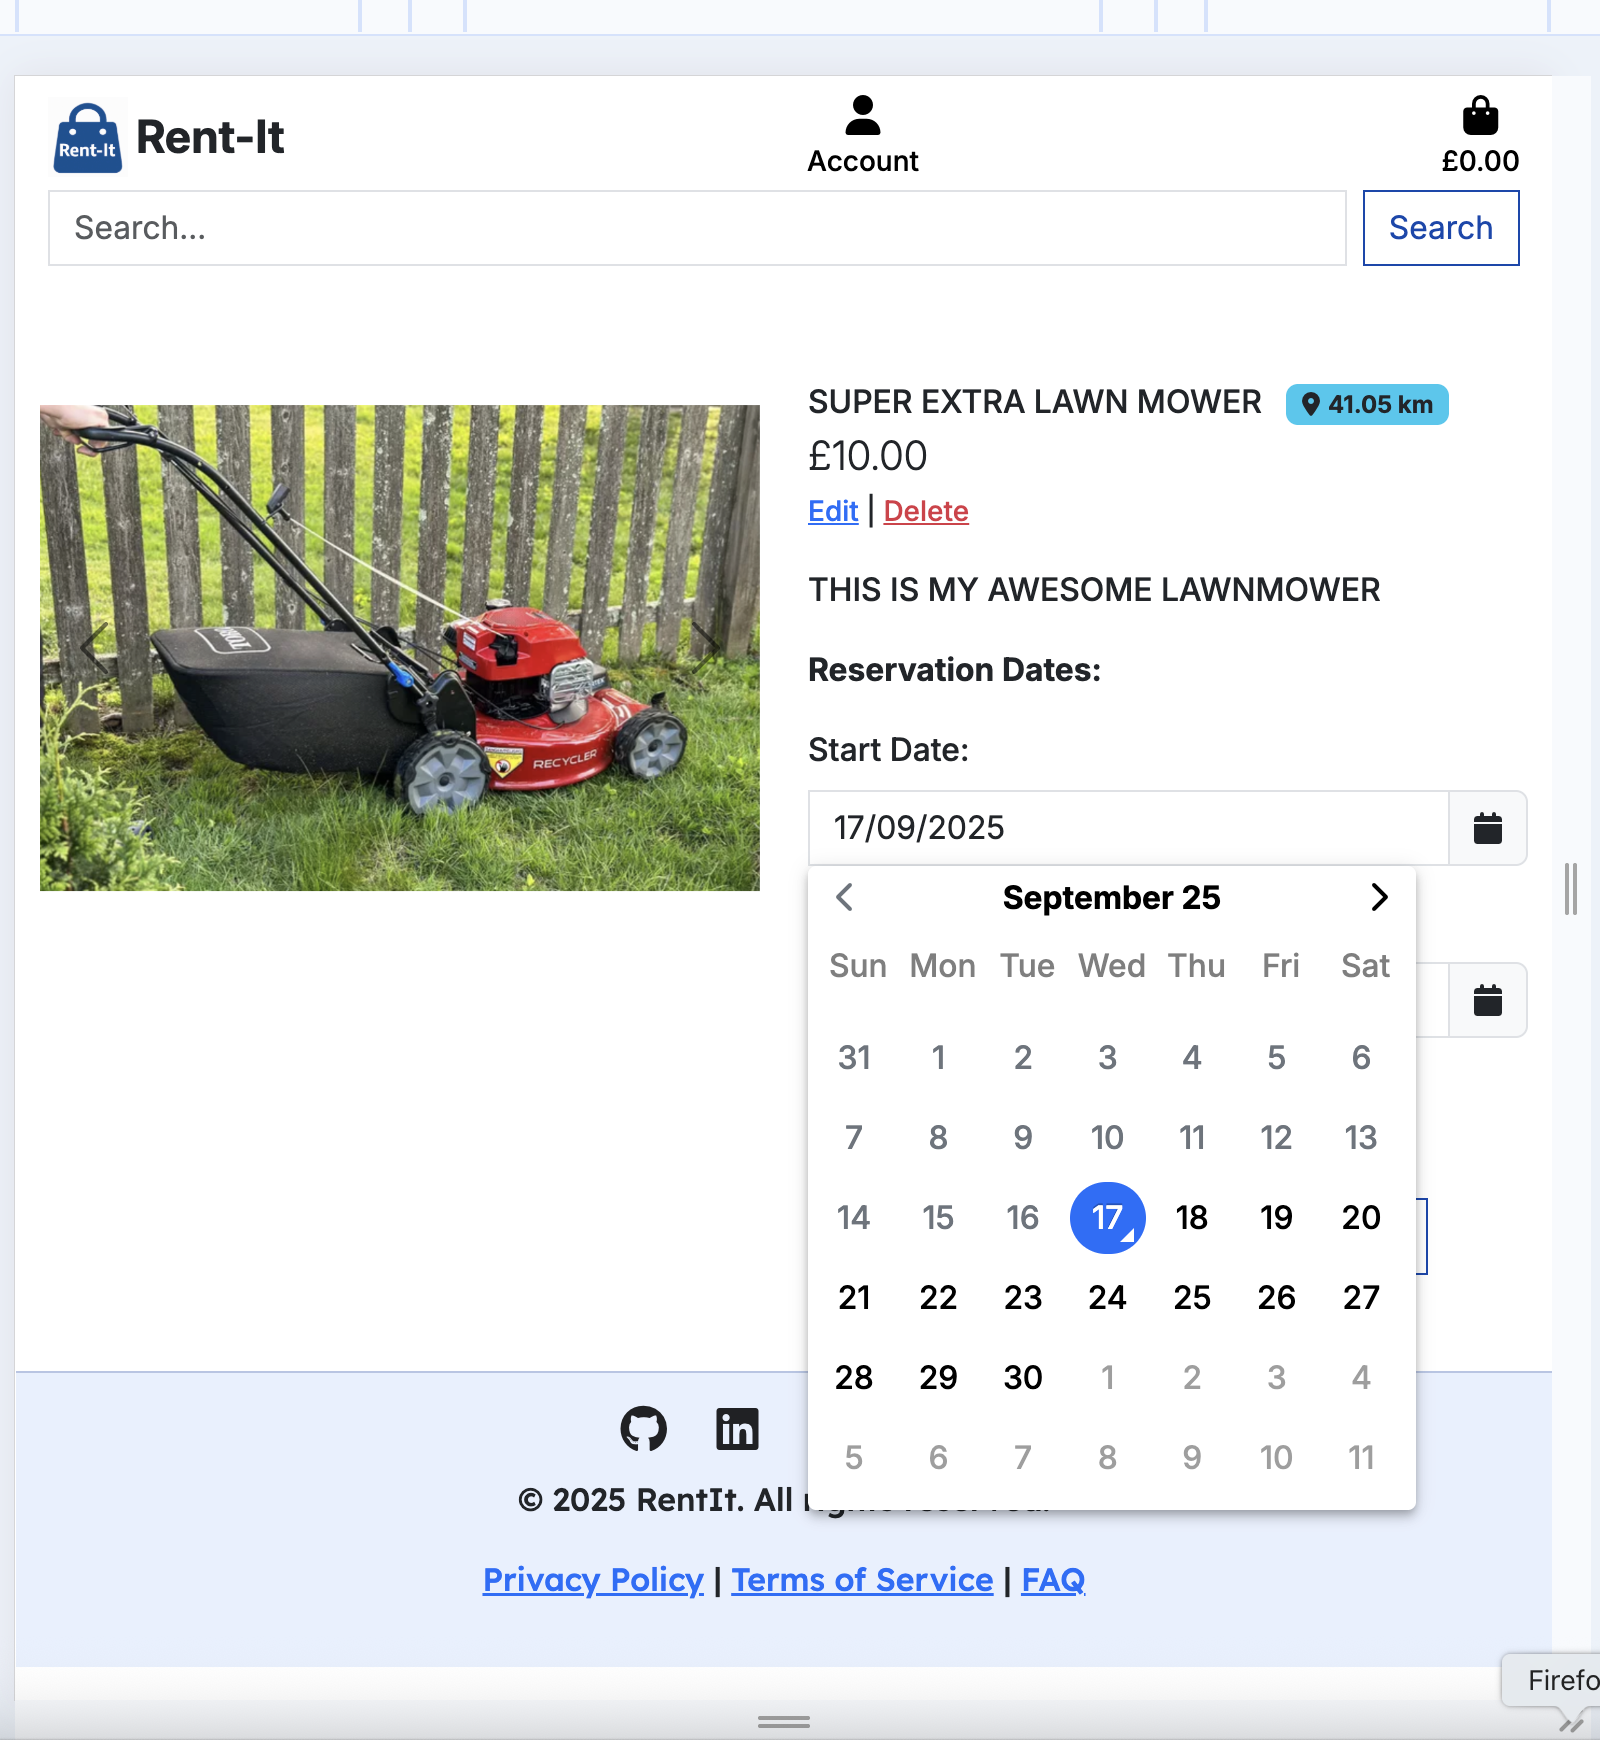 Rent-It
Rent-It
Account
£0.00
Search...
Search
SUPER EXTRA LAWN MOWER
41.05 km
£10.00
Edit | Delete
THIS IS MY AWESOME LAWNMOWER
Reservation Dates:
Start Date:
17/09/2025
September 25
Sun Mon Tue Wed Thu Fri Sat
31 1 2 3 4 5 6
7 8 9 10 11 12 13
14 15 16 17 18 19 20
21 22 23 24 25 26 27
28 29 30 1 2 3 4
5 6 7 8 9 10 11
TORO
RECYCLER
© 2025 RentIt. All
Privacy Policy | Terms of Service | FAQ
Firefo